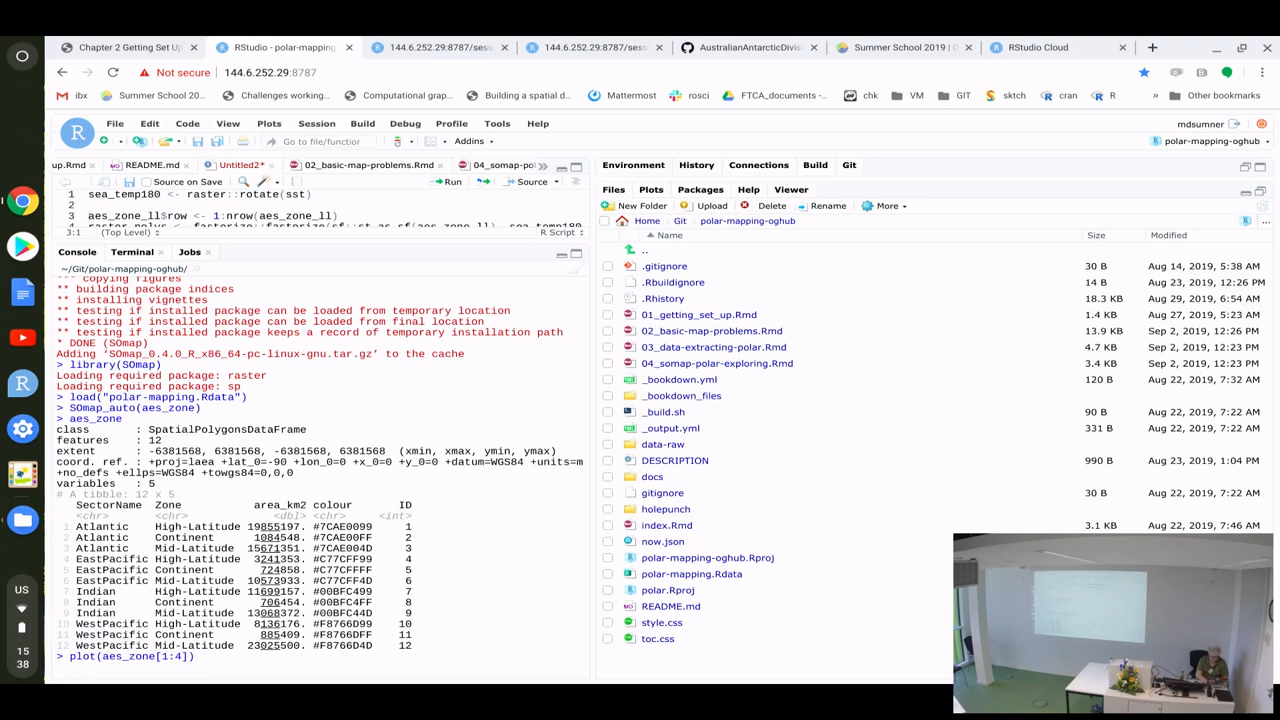 Chapter 2 Getting Set U
RStudio - polar-mapping
144.6.252.29:8787/sess
144.6.252.29:8787/sess
AustralianAntarcticDivis
Summer School 2019 | O
RStudio Cloud
Not secure
144.6.252.29:8787
ibx
Summer School 20...
Challenges working...
Computational grap...
Building a spatial d...
Mattermost
rosci
FTCA_documents -...
chk
VM
GIT
sktch
cran
R
»
Other bookmarks
File Edit Code View Plots Session Build Debug Profile Tools Help
mdsumner
Go to file/function
Addins
polar-mapping-oghub
up.Rmd
README.md
Untitled2*
02_basic-map-problems.Rmd
04_somap-po
Source on Save
Run
Source
1 sea_temp180 <- raster::rotate(sst)
2
3 aes_zone_ll$row <- 1:nrow(aes_zone_ll)
3:1 (Top Level)
R Script
Console Terminal Jobs
~/Git/polar-mapping-oghub/
*** copying figures
** building package indices
** installing vignettes
** testing if installed package can be loaded from temporary location
** testing if installed package can be loaded from final location
** testing if installed package keeps a record of temporary installation path
* DONE (SOmap)
Adding ‘SOmap_0.4.0_R_x86_64-pc-linux-gnu.tar.gz’ to the cache
> library(SOmap)
Loading required package: raster
Loading required package: sp
> load("polar-mapping.Rdata")
> SOmap_auto(aes_zone)
> aes_zone
class : SpatialPolygonsDataFrame
features : 12
extent : -6381568, 6381568, -6381568, 6381568 (xmin, xmax, ymin, ymax)
coord. ref. : +proj=laea +lat_0=-90 +lon_0=0 +x_0=0 +y_0=0 +datum=WGS84 +units=m
+no_defs +ellps=WGS84 +towgs84=0,0,0
variables : 5
# A tibble: 12 x 5
SectorName Zone area_km2 colour ID
<chr> <chr> <dbl> <chr> <int>
1 Atlantic High-Latitude 19855197. #7CAE0099 1
2 Atlantic Continent 1084548. #7CAE00FF 2
3 Atlantic Mid-Latitude 15671351. #7CAE004D 3
4 EastPacific High-Latitude 3241353. #C77CFF99 4
5 EastPacific Continent 724858. #C77CFFFF 5
6 EastPacific Mid-Latitude 10573933. #C77CFF4D 6
7 Indian High-Latitude 11699157. #00BFC499 7
8 Indian Continent 706454. #00BFC4FF 8
9 Indian Mid-Latitude 13068372. #00BFC44D 9
10 WestPacific High-Latitude 8136176. #F8766D99 10
11 WestPacific Continent 885409. #F8766DFF 11
12 WestPacific Mid-Latitude 23025500. #F8766D4D 12
> plot(aes_zone[1:4])
Environment History Connections Build Git
Files Plots Packages Help Viewer
New Folder Upload Delete Rename More
Home Git polar-mapping-oghub
Name Size Modified
..
.gitignore 30 B Aug 14, 2019, 5:38 AM
.Rbuildignore 14 B Aug 23, 2019, 12:26 PM
.Rhistory 18.3 KB Aug 29, 2019, 6:54 AM
01_getting_set_up.Rmd 1.4 KB Aug 27, 2019, 5:23 AM
02_basic-map-problems.Rmd 13.9 KB Sep 2, 2019, 12:26 PM
03_data-extracting-polar.Rmd 4.7 KB Sep 2, 2019, 12:23 PM
04_somap-polar-exploring.Rmd 3.4 KB Sep 2, 2019, 12:23 PM
_bookdown.yml 120 B Aug 22, 2019, 7:32 AM
_bookdown_files
_build.sh 90 B Aug 22, 2019, 7:22 AM
_output.yml 331 B Aug 22, 2019, 7:22 AM
data-raw
DESCRIPTION 990 B Aug 23, 2019, 1:04 PM
docs
gitignore 30 B Aug 22, 2019, 7:22 AM
holepunch
index.Rmd 3.1 KB Aug 22, 2019, 7:46 AM
now.json
polar-mapping-oghub.Rproj
polar-mapping.Rdata
polar.Rproj
README.md
style.css
toc.css
US
15
38